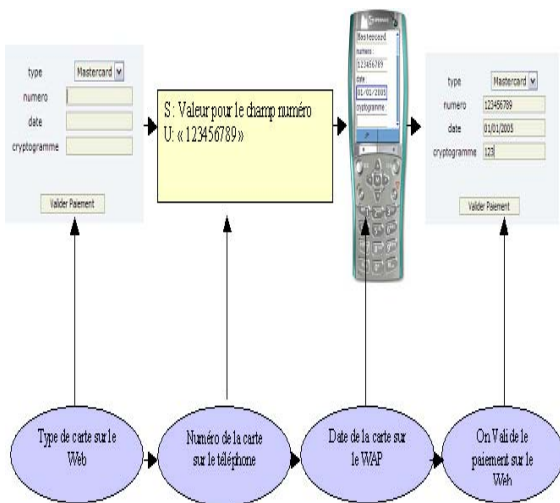 type Mastercard
numero
date
cryptogramme
Valider Paiement
S : Valeur pour le champ numéro
U: « 123456789 »
Mastercard
numero :
123456789
date :
01/01/2005
cryptogramme
type Mastercard
numero 123456789
date 01/01/2005
cryptogramme 123
Valider Paiement
Type de carte sur le
Web
Numéro de la carte
sur le téléphone
Date de la carte sur
le WAP
On Valide le
paiement sur le
Web